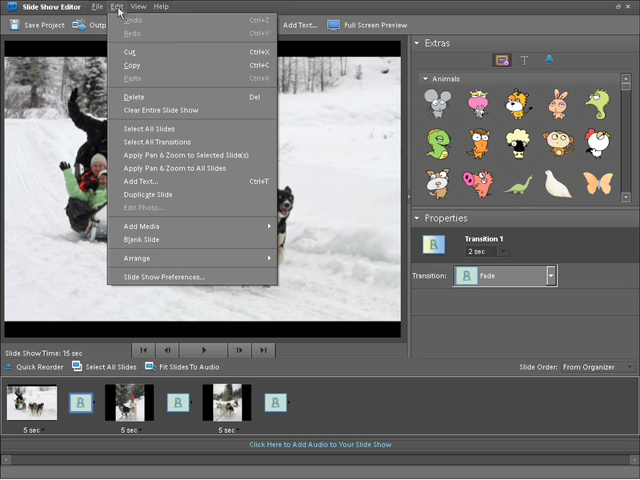 Slide Show Editor File Edit View Help
Save Project Outp Add Text... Full Screen Preview
Undo Ctrl+Z
Redo Ctrl+Y
Cut Ctrl+X
Copy Ctrl+C
Paste Ctrl+V
Delete Del
Clear Entire Slide Show
Select All Slides
Select All Transitions
Apply Pan & Zoom to Selected Slide(s)
Apply Pan & Zoom to All Slides
Add Text... Ctrl+T
Duplicate Slide
Edit Photo...
Add Media
Blank Slide
Arrange
Slide Show Preferences...
Extras
T
Animals
Properties
Transition 1
2 sec
Transition: Fade
Slide Show Time: 15 sec
Quick Reorder Select All Slides Fit Slides To Audio Slide Order: From Organizer
5 sec 5 sec 5 sec
Click Here to Add Audio to Your Slide Show